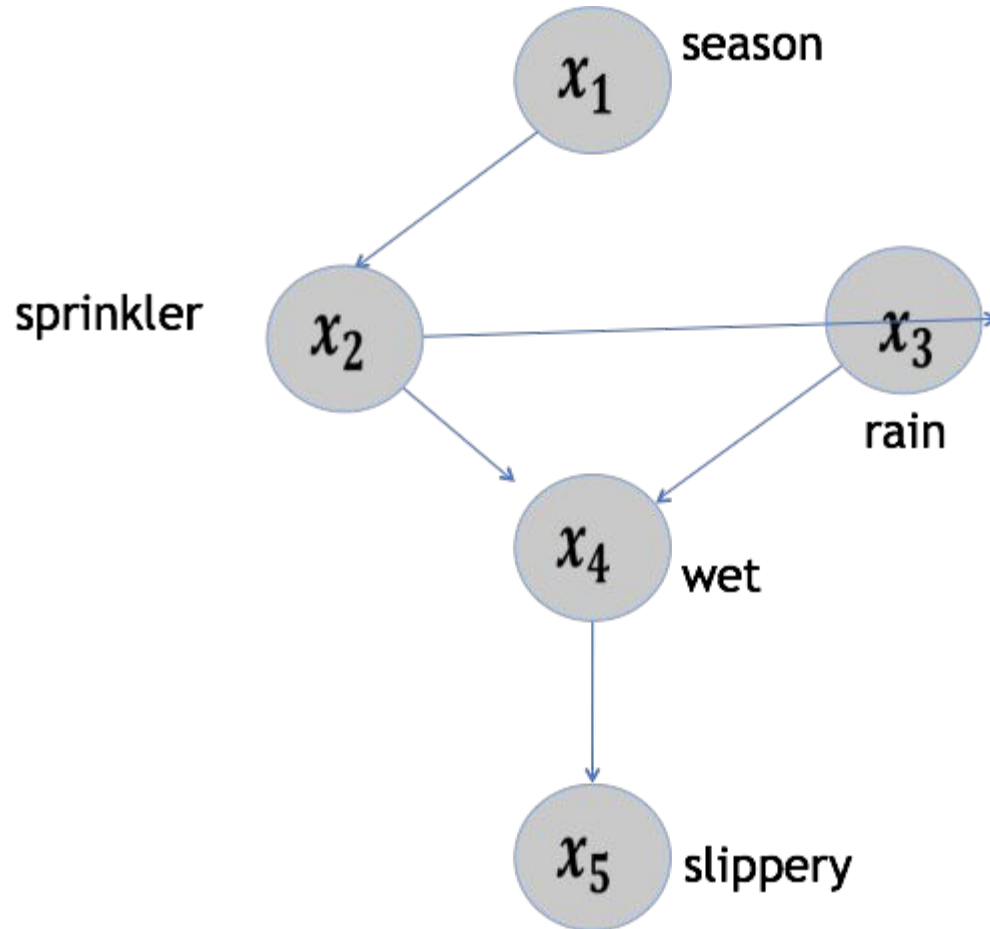 season
x₁
sprinkler
x₂
x₃
rain
x₄
wet
x₅
slippery